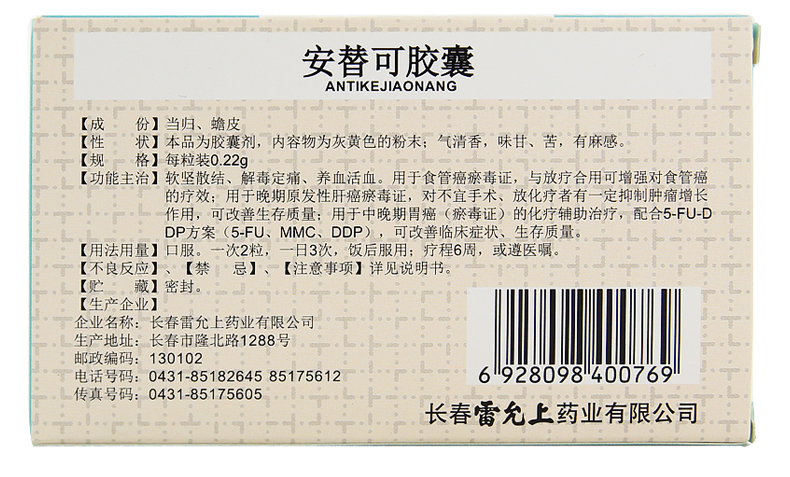 安替可胶囊
ANTIKEJIAONANG
【成　份】当归、蟾皮
【性　状】本品为胶囊剂，内容物为灰黄色的粉末；气清香，味甘、苦，有麻感。
【规　格】每粒装0.22g
【功能主治】软坚散结、解毒定痛、养血活血。用于食管癌瘀毒证，与放疗合用可增强对食管癌
的疗效；用于晚期原发性肝癌瘀毒证，对不宜手术、放化疗者有一定抑制肿瘤增长
作用，可改善生存质量；用于中晚期胃癌（瘀毒证）的化疗辅助治疗，配合5-FU-D
DP方案（5-FU、MMC、DDP），可改善临床症状、生存质量。
【用法用量】口服。一次2粒，一日3次，饭后服用；疗程6周，或遵医嘱。
【不良反应】、【禁　忌】、【注意事项】详见说明书。
【贮　藏】密封。
【生产企业】
企业名称：长春雷允上药业有限公司
生产地址：长春市隆北路1288号
邮政编码：130102
电话号码：0431-85182645 85175612
传真号码：0431-85175605
6 928098 400769
长春雷允上药业有限公司